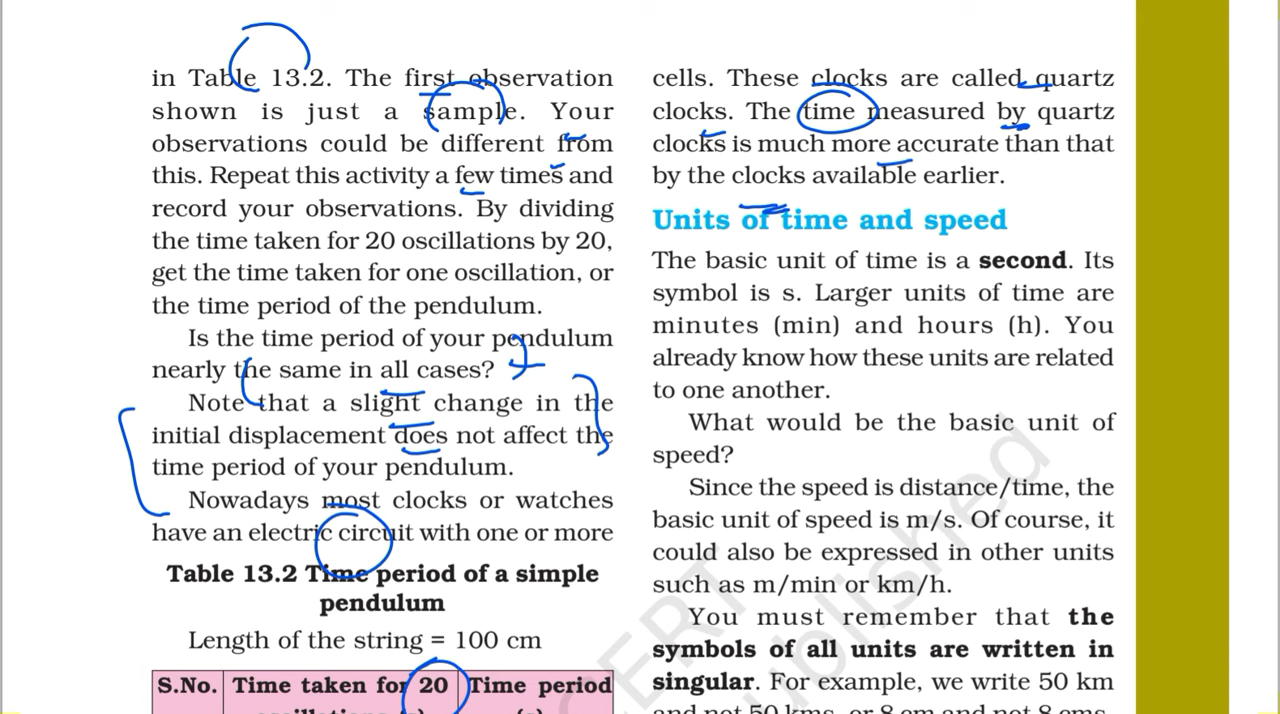 in Table 13.2. The first observation
shown is just a sample. Your
observations could be different from
this. Repeat this activity a few times and
record your observations. By dividing
the time taken for 20 oscillations by 20,
get the time taken for one oscillation, or
the time period of the pendulum.
Is the time period of your pendulum
nearly the same in all cases?
Note that a slight change in the
initial displacement does not affect the
time period of your pendulum.
Nowadays most clocks or watches
have an electric circuit with one or more
Table 13.2 Time period of a simple
pendulum
Length of the string = 100 cm
S.No. Time taken for 20 Time period
cells. These clocks are called quartz
clocks. The time measured by quartz
clocks is much more accurate than that
by the clocks available earlier.
Units of time and speed
The basic unit of time is a second. Its
symbol is s. Larger units of time are
minutes (min) and hours (h). You
already know how these units are related
to one another.
What would be the basic unit of
speed?
Since the speed is distance/time, the
basic unit of speed is m/s. Of course, it
could also be expressed in other units
such as m/min or km/h.
You must remember that the
symbols of all units are written in
singular. For example, we write 50 km
and not 50 kms, or 8 cm and not 8 cms.